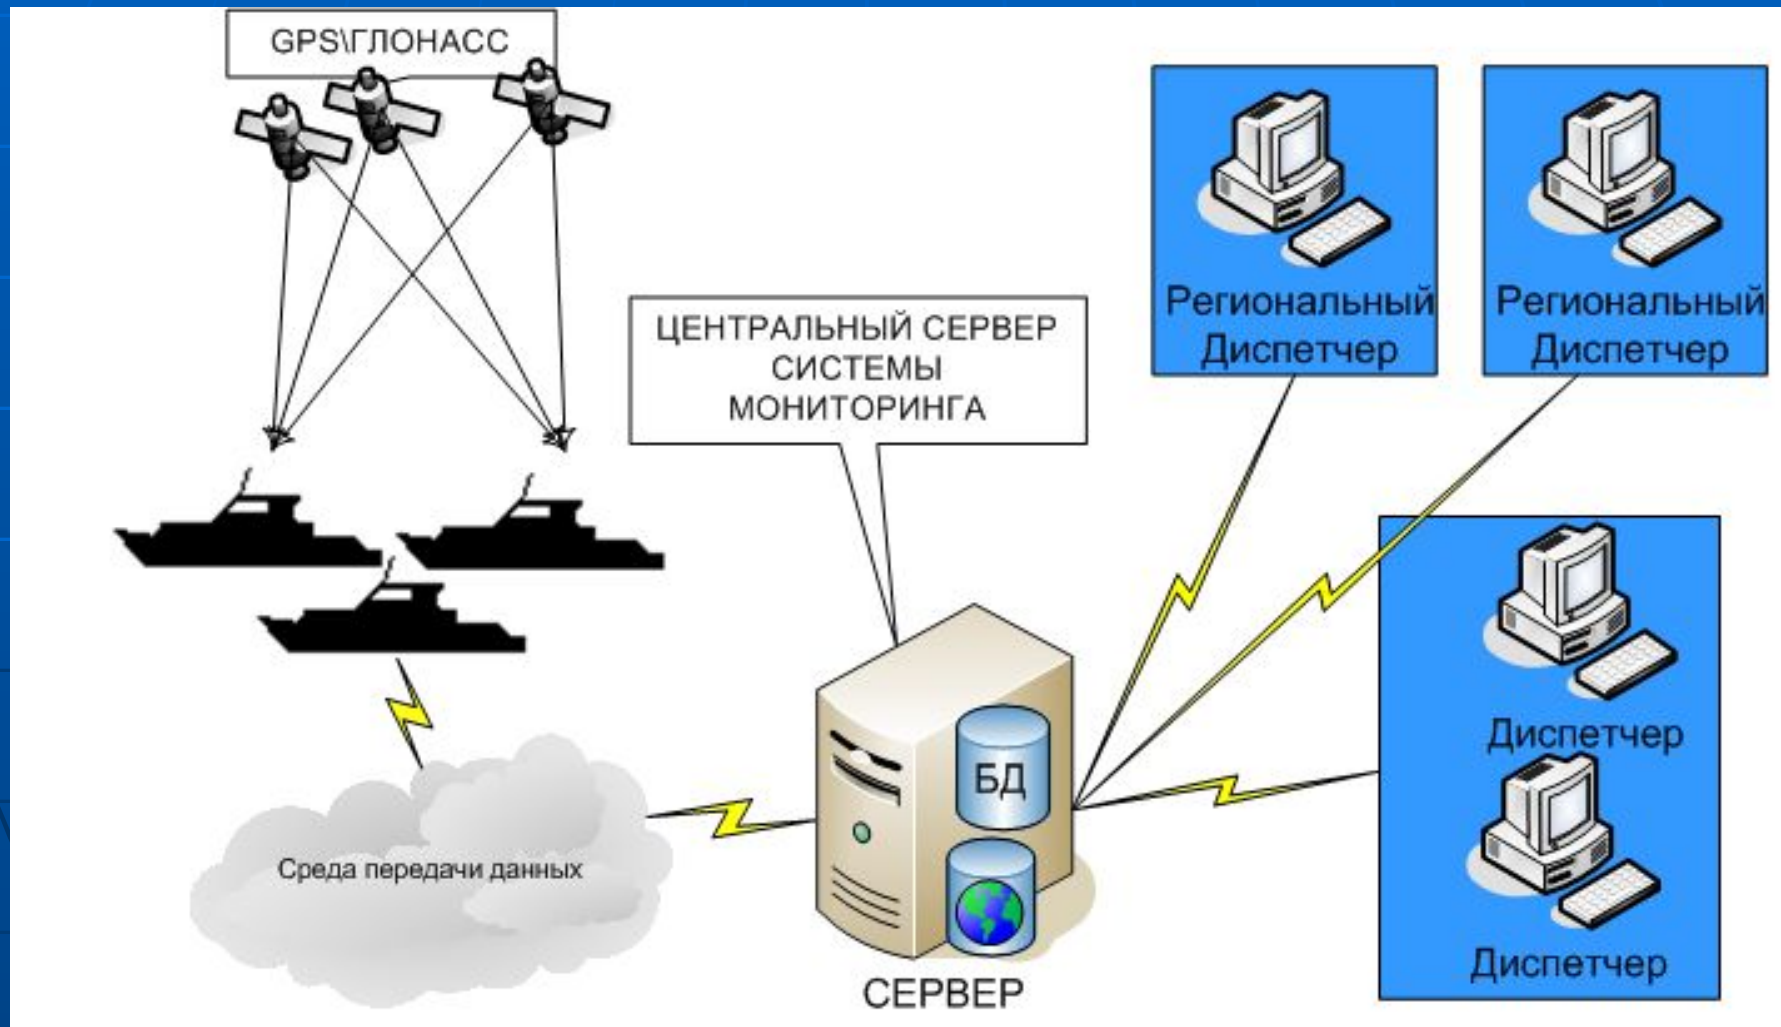 GPS\ГЛОНАСС
ЦЕНТРАЛЬНЫЙ СЕРВЕР
СИСТЕМЫ
МОНИТОРИНГА
Региональный
Диспетчер
Региональный
Диспетчер
Диспетчер
Диспетчер
БД
СЕРВЕР
Среда передачи данных